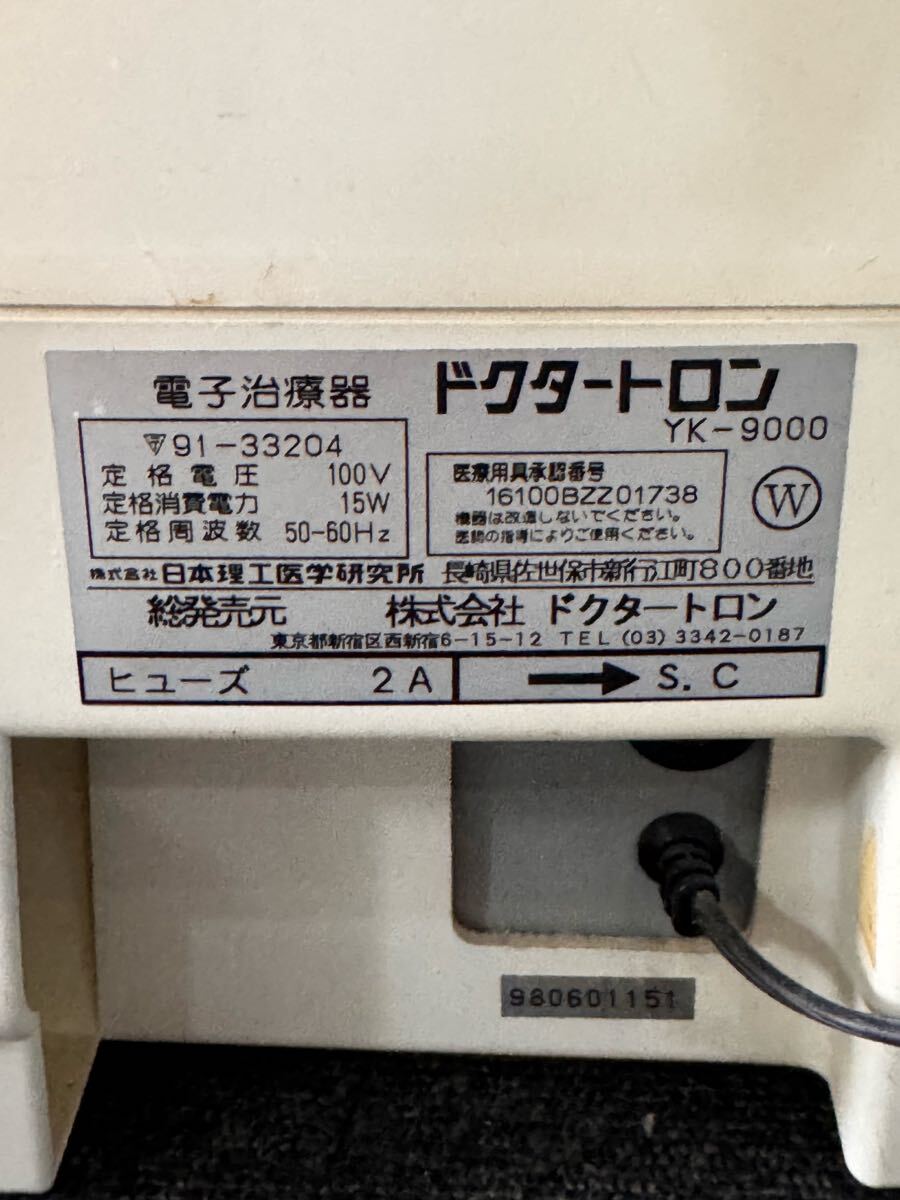 電子治療器 ドクタートロン
YK-9000
〒91-33204
定格電圧 100V
定格消費電力 15W
定格周波数 50-60Hz
医療用具承認番号
16100BZZ01738
機器は改造しないでください。
医師の指導によりご使用ください。
W
株式会社 日本理工医学研究所 長崎県佐世保市新行江町800番地
総発売元 株式会社 ドクタートロン
東京都新宿区西新宿6-15-12 TEL (03) 3342-0187
ヒューズ 2A → S.C
980601151